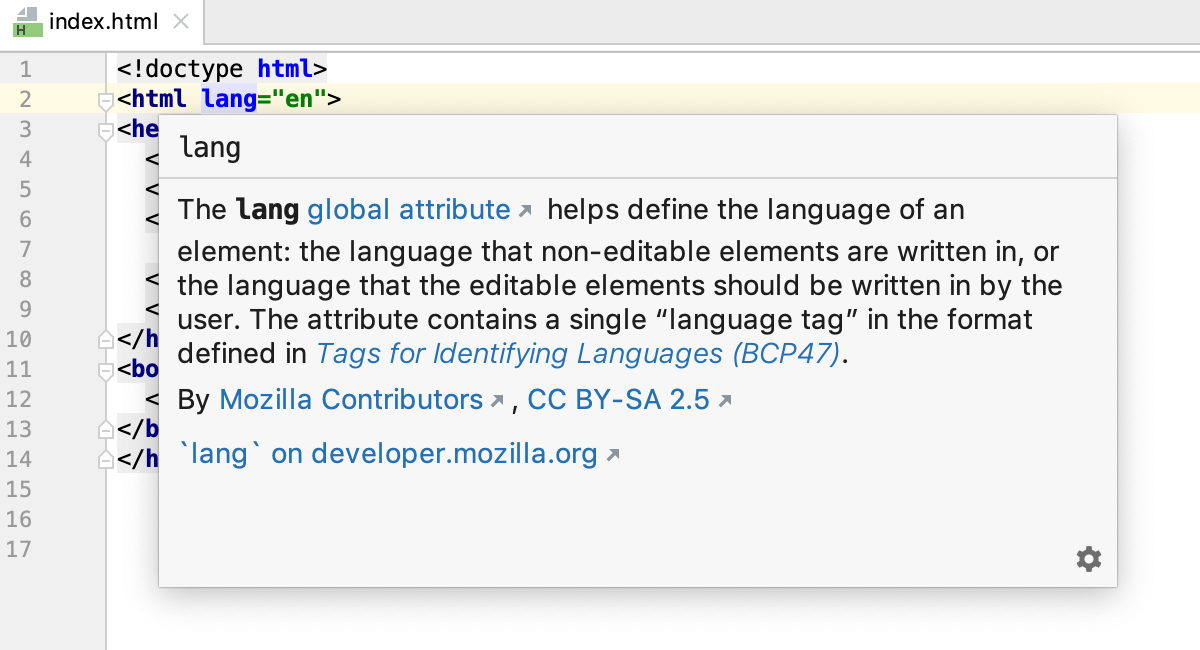 index.html
H
1 <!doctype html>
2 <html lang="en">
3 <he
4 <
5 <
6 <
7
8 <
9 <
10 </h
11 <bo
12 <
13 </b
14 </h
15
16
17
lang
The lang global attribute helps define the language of an
element: the language that non-editable elements are written in, or
the language that the editable elements should be written in by the
user. The attribute contains a single “language tag” in the format
defined in Tags for Identifying Languages (BCP47).
By Mozilla Contributors , CC BY-SA 2.5
`lang` on developer.mozilla.org